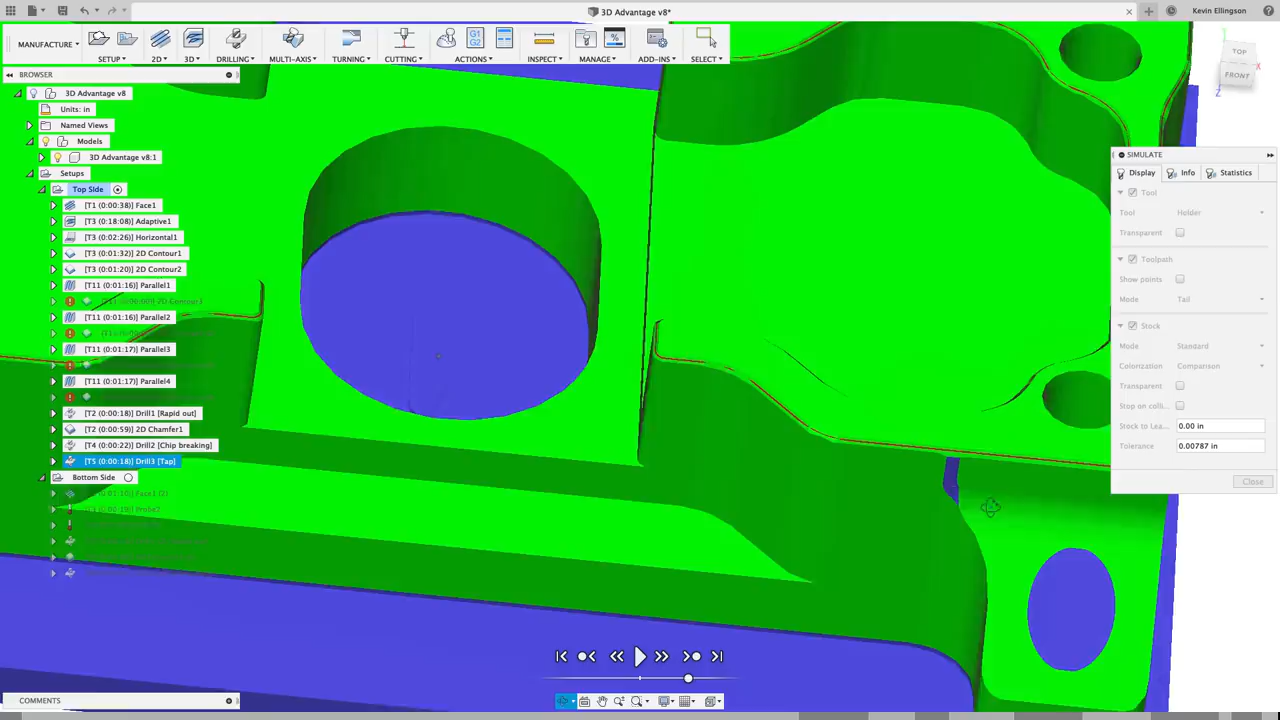 3D Advantage v8*
Kevin Ellingson
MANUFACTURE
SETUP
2D
3D
DRILLING
MULTI-AXIS
TURNING
CUTTING
G1
G2
ACTIONS
INSPECT
MANAGE
ADD-INS
SELECT
TOP
FRONT
X
Z
BROWSER
3D Advantage v8
Units: in
Named Views
Models
3D Advantage v8:1
Setups
Top Side
[T1 (0:00:38)] Face1
[T3 (0:18:08)] Adaptive1
[T3 (0:02:26)] Horizontal1
[T3 (0:01:32)] 2D Contour1
[T3 (0:01:20)] 2D Contour2
[T11 (0:01:16)] Parallel1
[T11 (0:01:16)] Parallel2
[T11 (0:01:17)] Parallel3
[T11 (0:01:17)] Parallel4
[T2 (0:00:18)] Drill1 [Rapid out]
[T2 (0:00:59)] 2D Chamfer1
[T4 (0:00:22)] Drill2 [Chip breaking]
[T5 (0:00:18)] Drill3 [Tap]
Bottom Side
Face1 (2)
Probe2
SIMULATE
Display
Info
Statistics
Tool
Tool
Holder
Transparent
Toolpath
Show points
Mode
Tail
Stock
Mode
Standard
Colorization
Comparison
Transparent
Stop on colli...
Stock to Lea...
0.00 in
Tolerance
0.00787 in
Close
COMMENTS